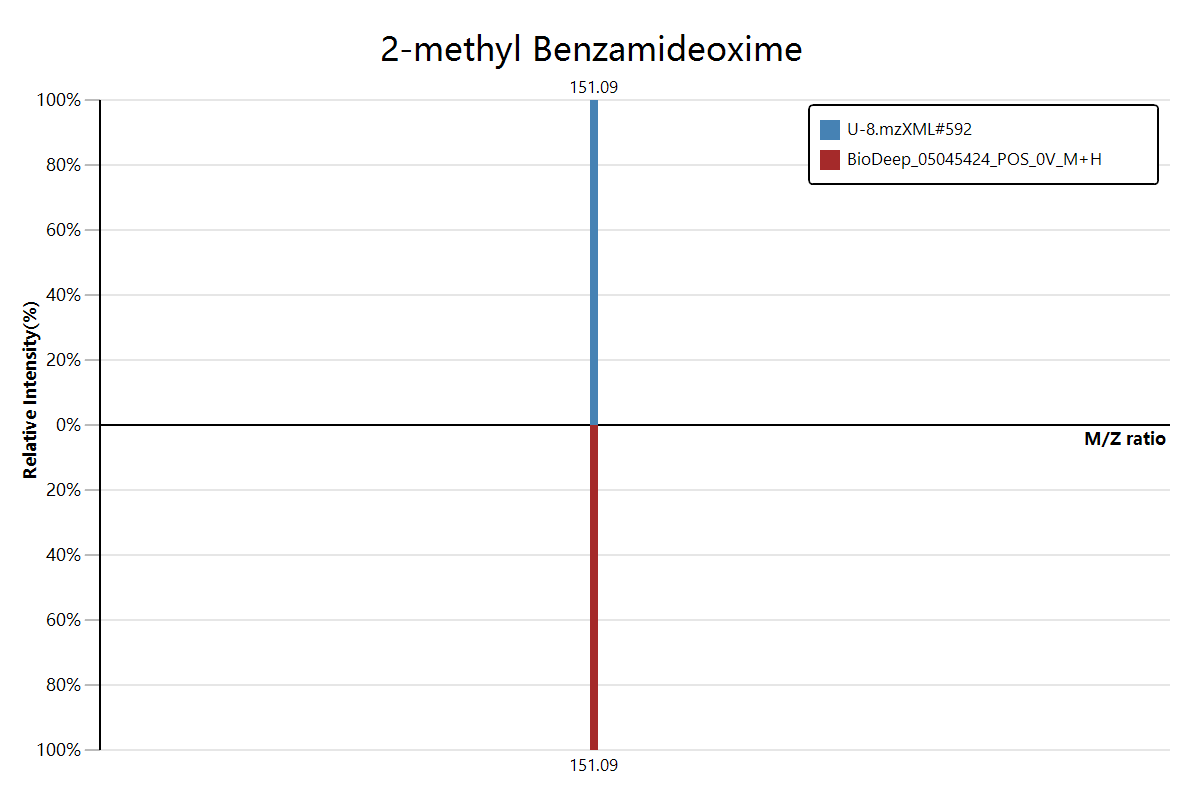 2-methyl Benzamideoxime
151.09
U-8.mzXML#592
BioDeep_05045424_POS_0V_M+H
100%
80%
60%
40%
20%
0%
20%
40%
60%
80%
100%
Relative Intensity(%)
M/Z ratio
151.09